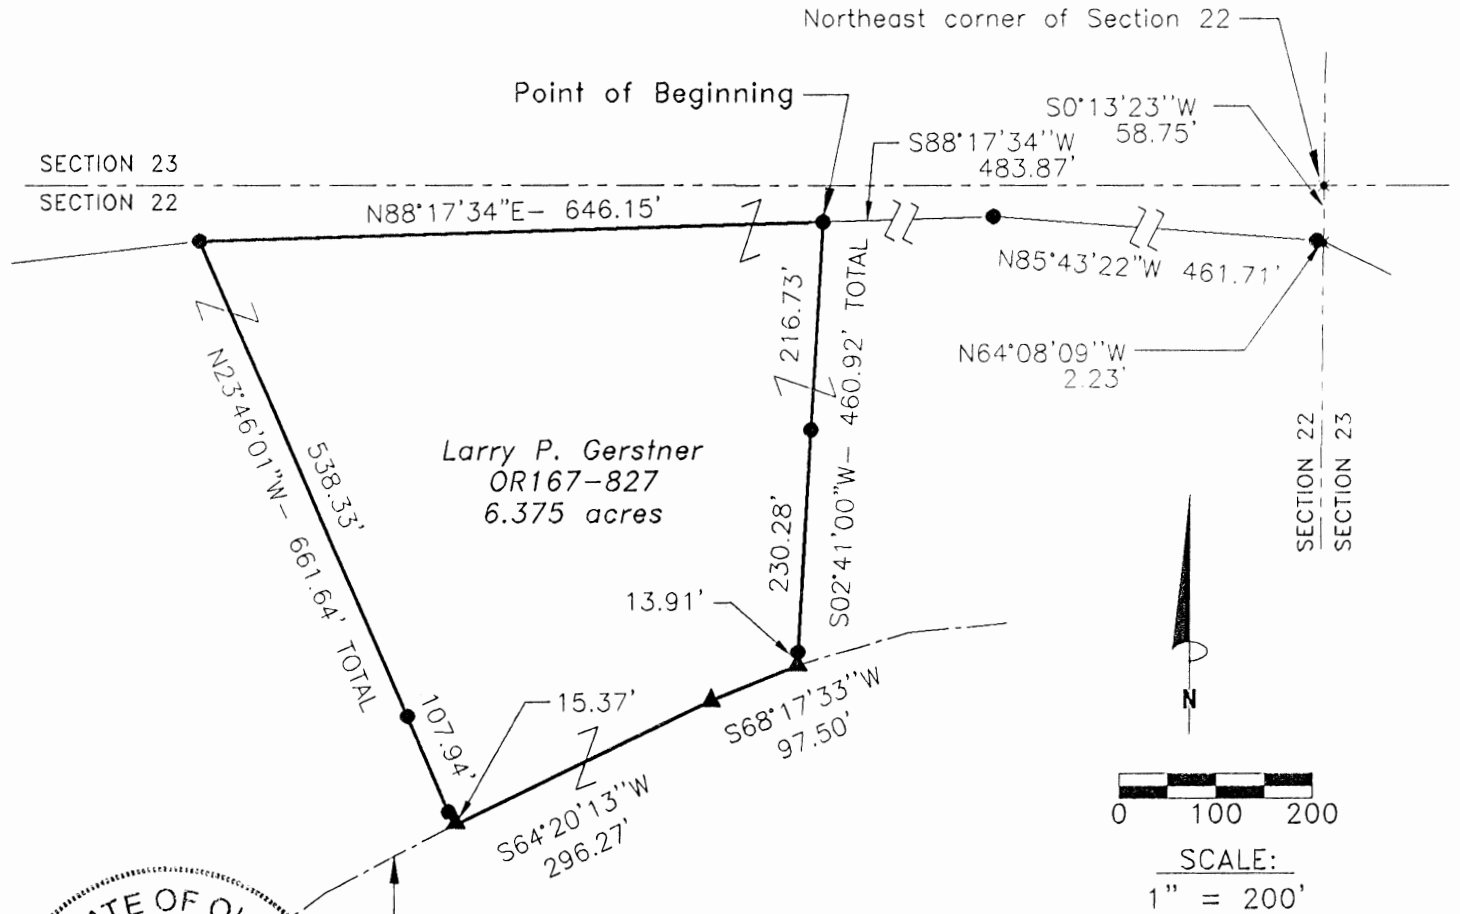 Northeast corner of Section 22
Point of Beginning
S0°13'23''W
58.75'
S88°17'34''W
483.87'
SECTION 23
SECTION 22
N88°17'34"E- 646.15'
N85°43'22"W 461.71'
N64°08'09''W
2.23'
216.73'
S02°41'00"W- 460.92' TOTAL
230.28'
13.91'
N23°46'01"W- 661.64' TOTAL
538.33'
107.94'
Larry P. Gerstner
OR167-827
6.375 acres
SECTION 22
SECTION 23
15.37'
S68°17'33''W
97.50'
S64°20'13''W
296.27'
N
0 100 200
SCALE:
1" = 200'
OF